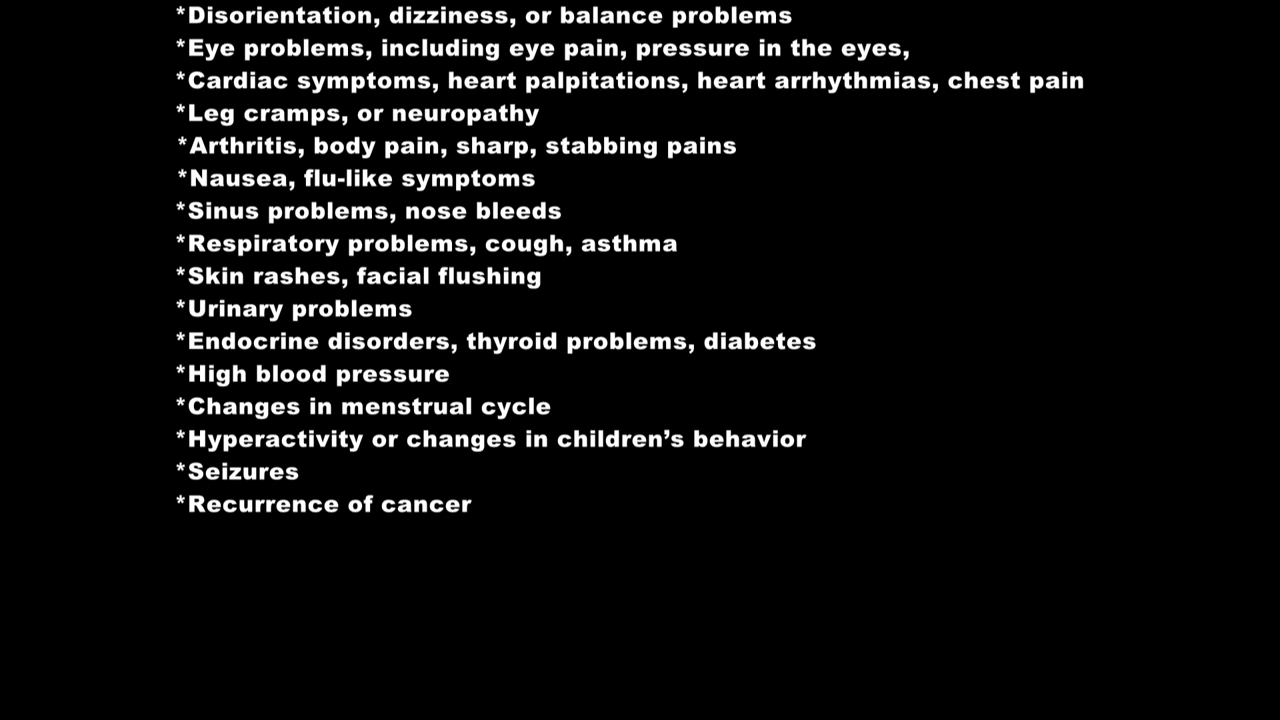 *Disorientation, dizziness, or balance problems
*Eye problems, including eye pain, pressure in the eyes,
*Cardiac symptoms, heart palpitations, heart arrhythmias, chest pain
*Leg cramps, or neuropathy
*Arthritis, body pain, sharp, stabbing pains
*Nausea, flu-like symptoms
*Sinus problems, nose bleeds
*Respiratory problems, cough, asthma
*Skin rashes, facial flushing
*Urinary problems
*Endocrine disorders, thyroid problems, diabetes
*High blood pressure
*Changes in menstrual cycle
*Hyperactivity or changes in children’s behavior
*Seizures
*Recurrence of cancer